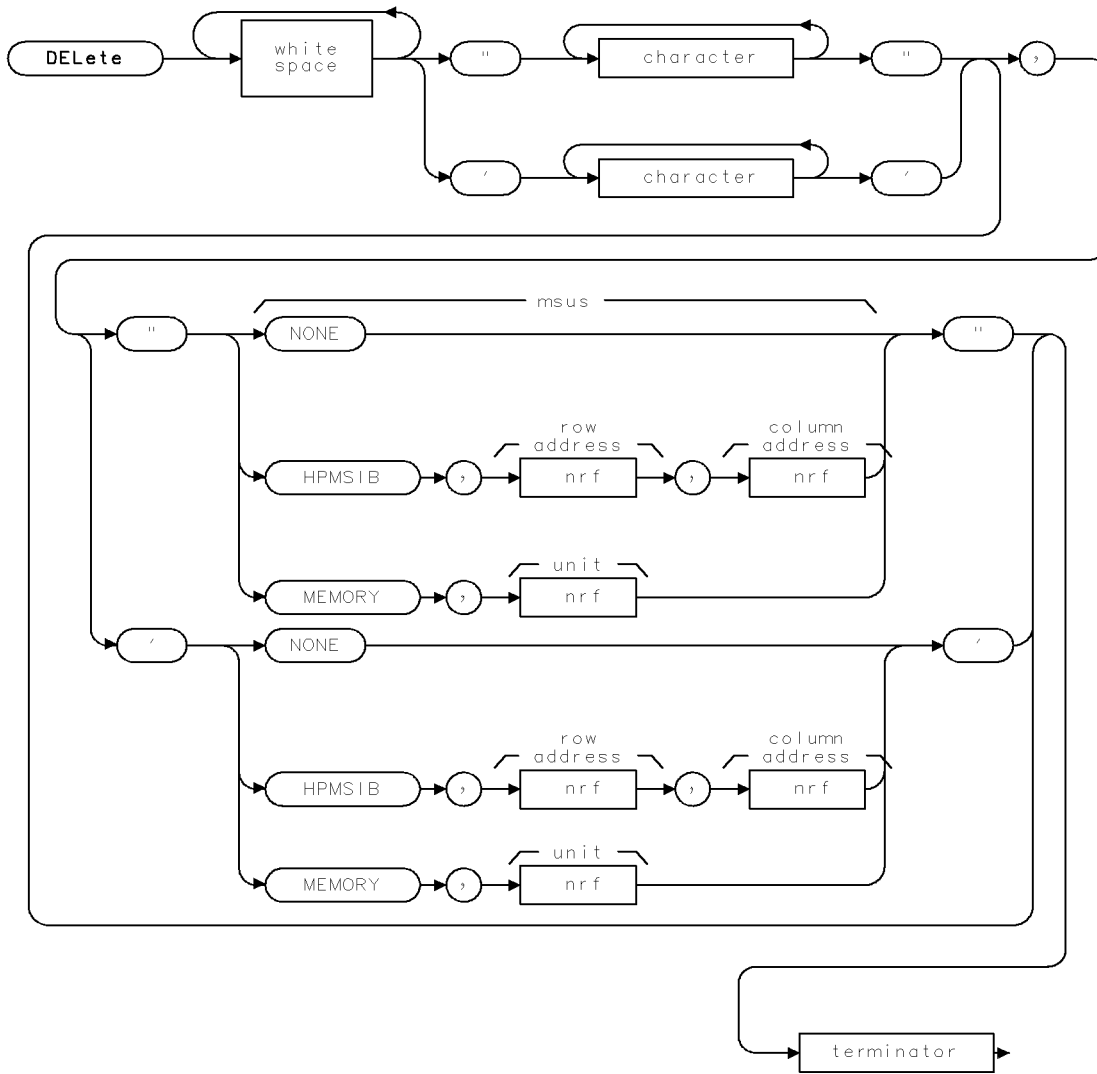 DELete
white
space
"
character
"
,
'
character
'
msus
"
NONE
"
row
address
column
address
HPMSIB
,
nrf
,
nrf
unit
MEMORY
,
nrf
'
NONE
'
row
address
column
address
HPMSIB
,
nrf
,
nrf
unit
MEMORY
,
nrf
terminator